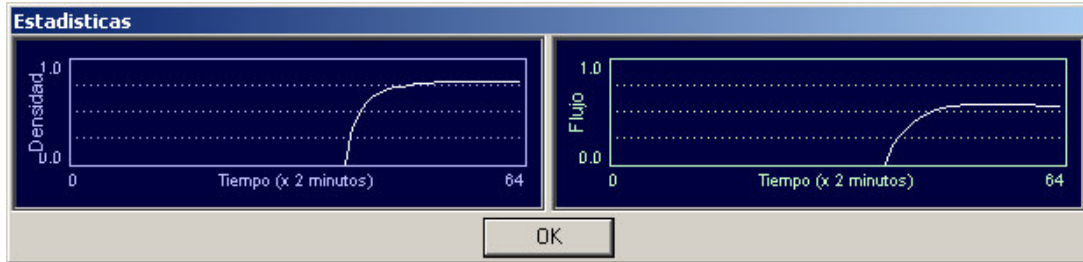 Estadisticas
1.0
Densidad
0.0
0
Tiempo (x 2 minutos)
64
1.0
Flujo
0.0
0
Tiempo (x 2 minutos)
64
OK